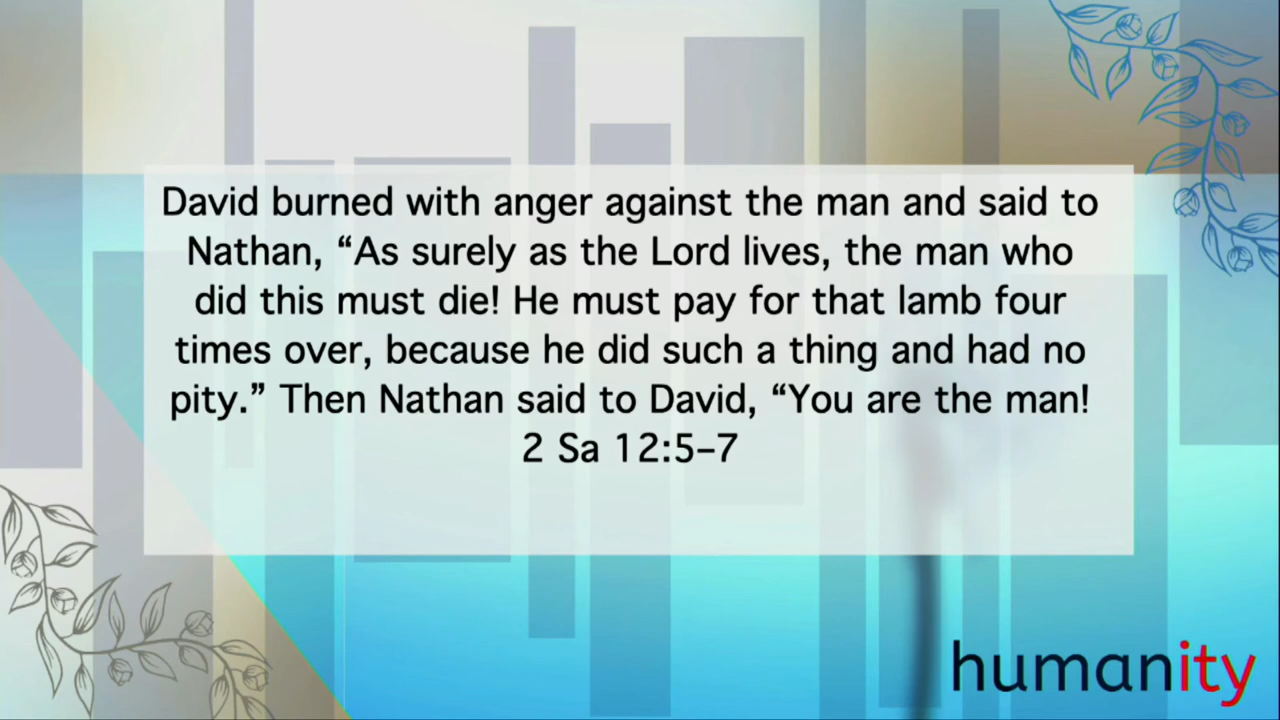 David burned with anger against the man and said to
Nathan, “As surely as the Lord lives, the man who
did this must die! He must pay for that lamb four
times over, because he did such a thing and had no
pity.” Then Nathan said to David, “You are the man!
2 Sa 12:5–7
humanity